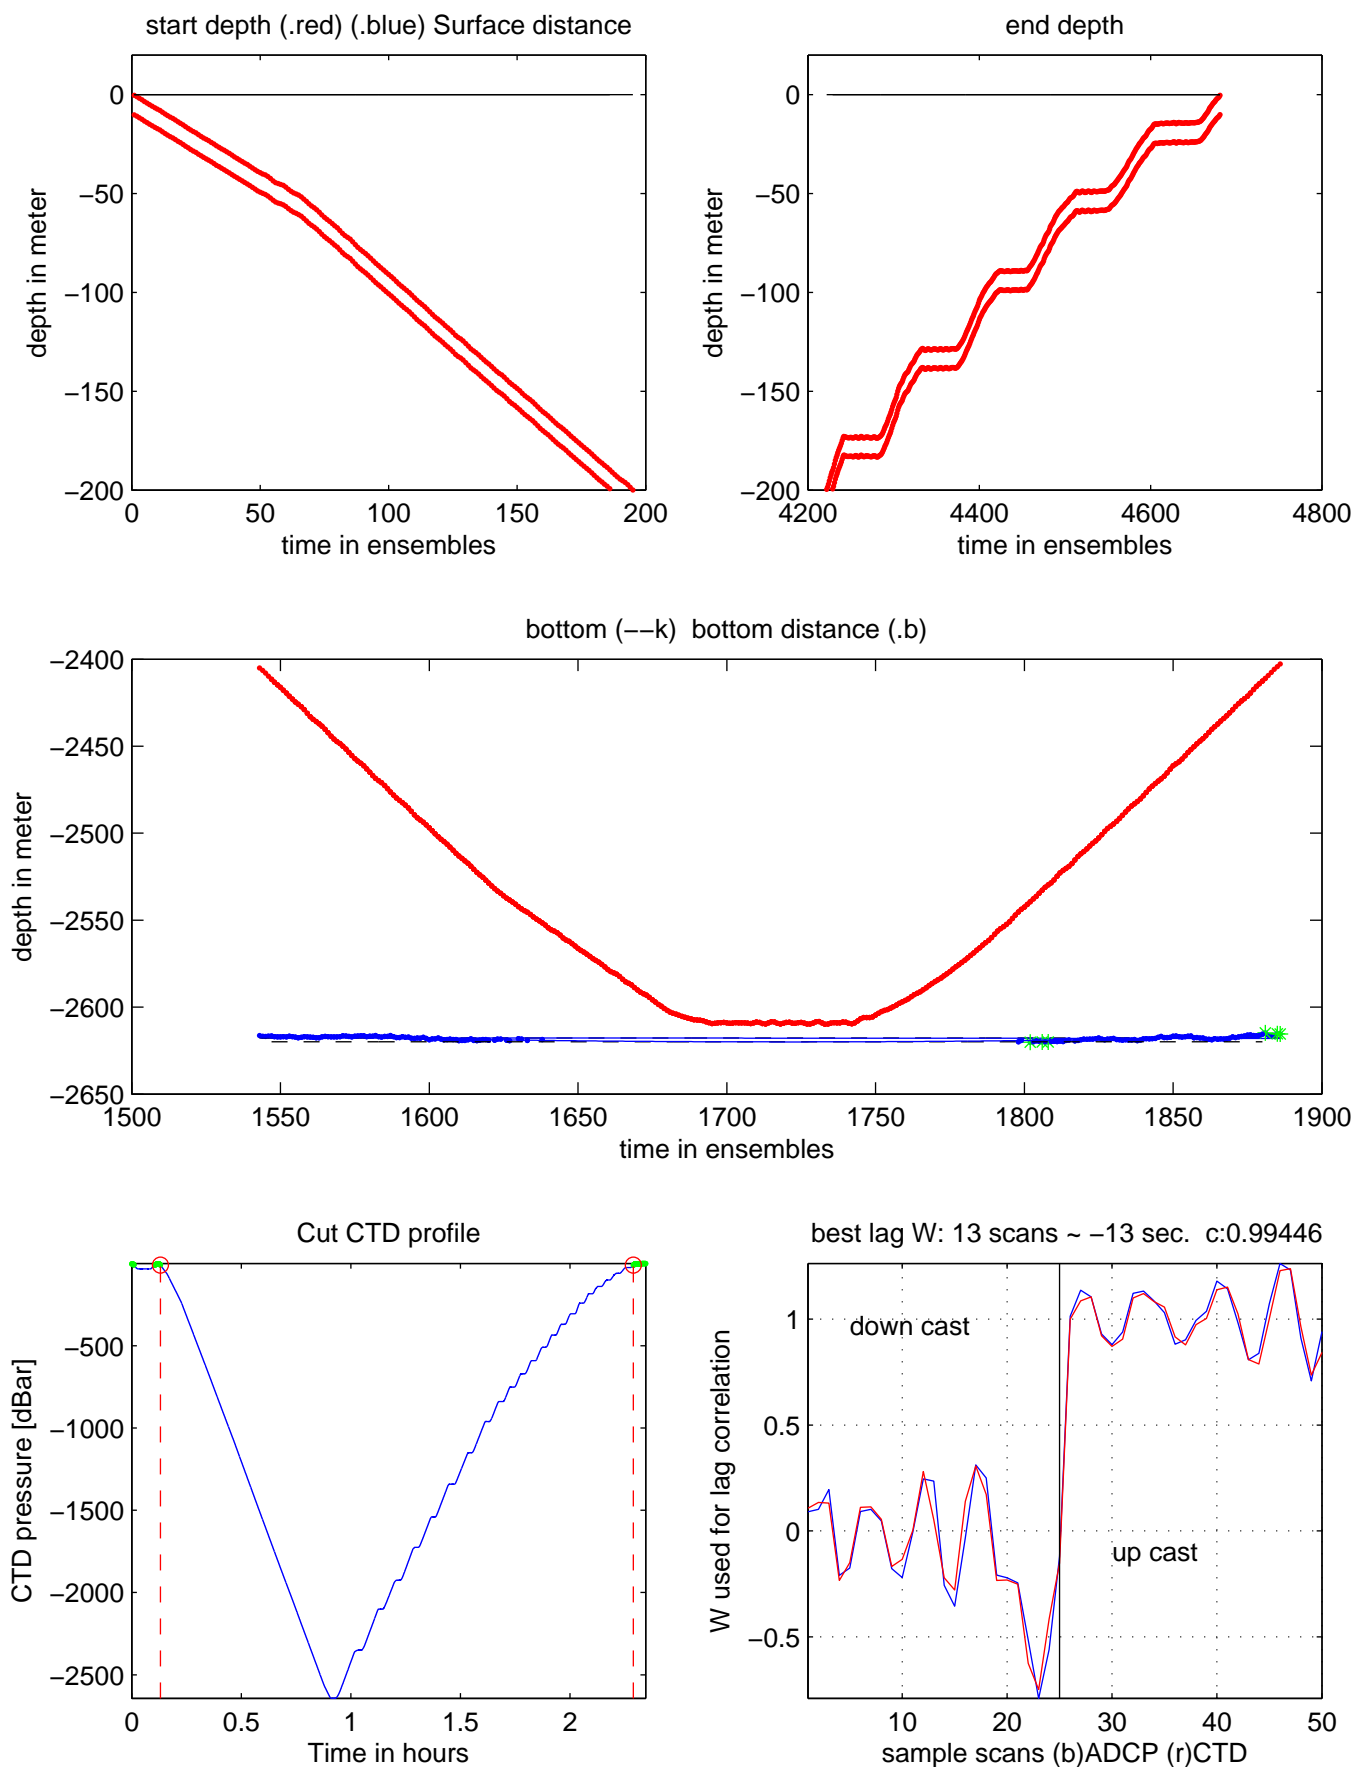 start depth (.red) (.blue) Surface distance
0
−50
−100
−150
−200
0 50 100 150 200
depth in meter
time in ensembles
end depth
0
−50
−100
−150
−200
4200 4400 4600 4800
depth in meter
time in ensembles
bottom (−−k)  bottom distance (.b)
−2400
−2450
−2500
−2550
−2600
−2650
1500 1550 1600 1650 1700 1750 1800 1850 1900
depth in meter
time in ensembles
Cut CTD profile
−500
−1000
−1500
−2000
−2500
0 0.5 1 1.5 2
CTD pressure [dBar]
Time in hours
best lag W: 13 scans ~ −13 sec.  c:0.99446
1
0.5
0
−0.5
down cast
up cast
10 20 30 40 50
W used for lag correlation
sample scans (b)ADCP (r)CTD